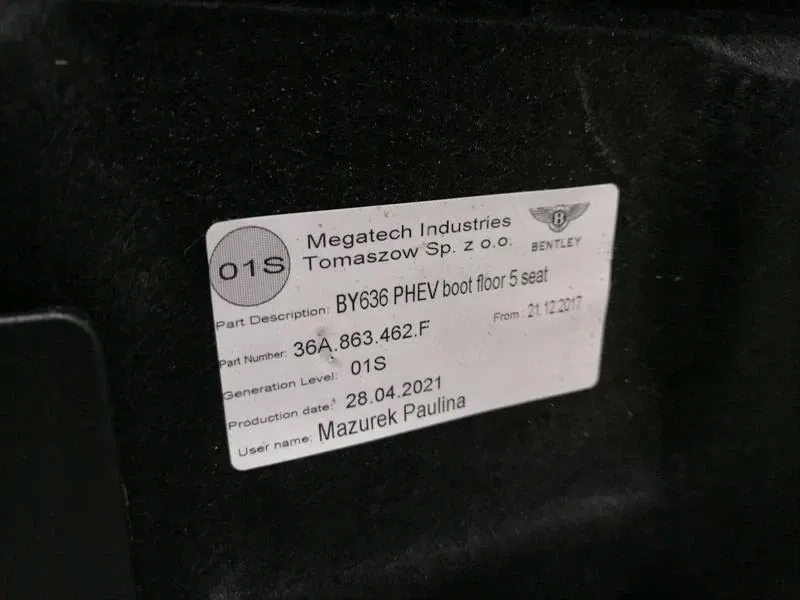 01S
Megatech Industries
Tomaszow Sp. z o.o.
B
BENTLEY
Part Description: BY636 PHEV boot floor 5 seat
Part Number: 36A.863.462.F
From : 21.12.2017
Generation Level: 01S
Production date: 28.04.2021
User name: Mazurek Paulina